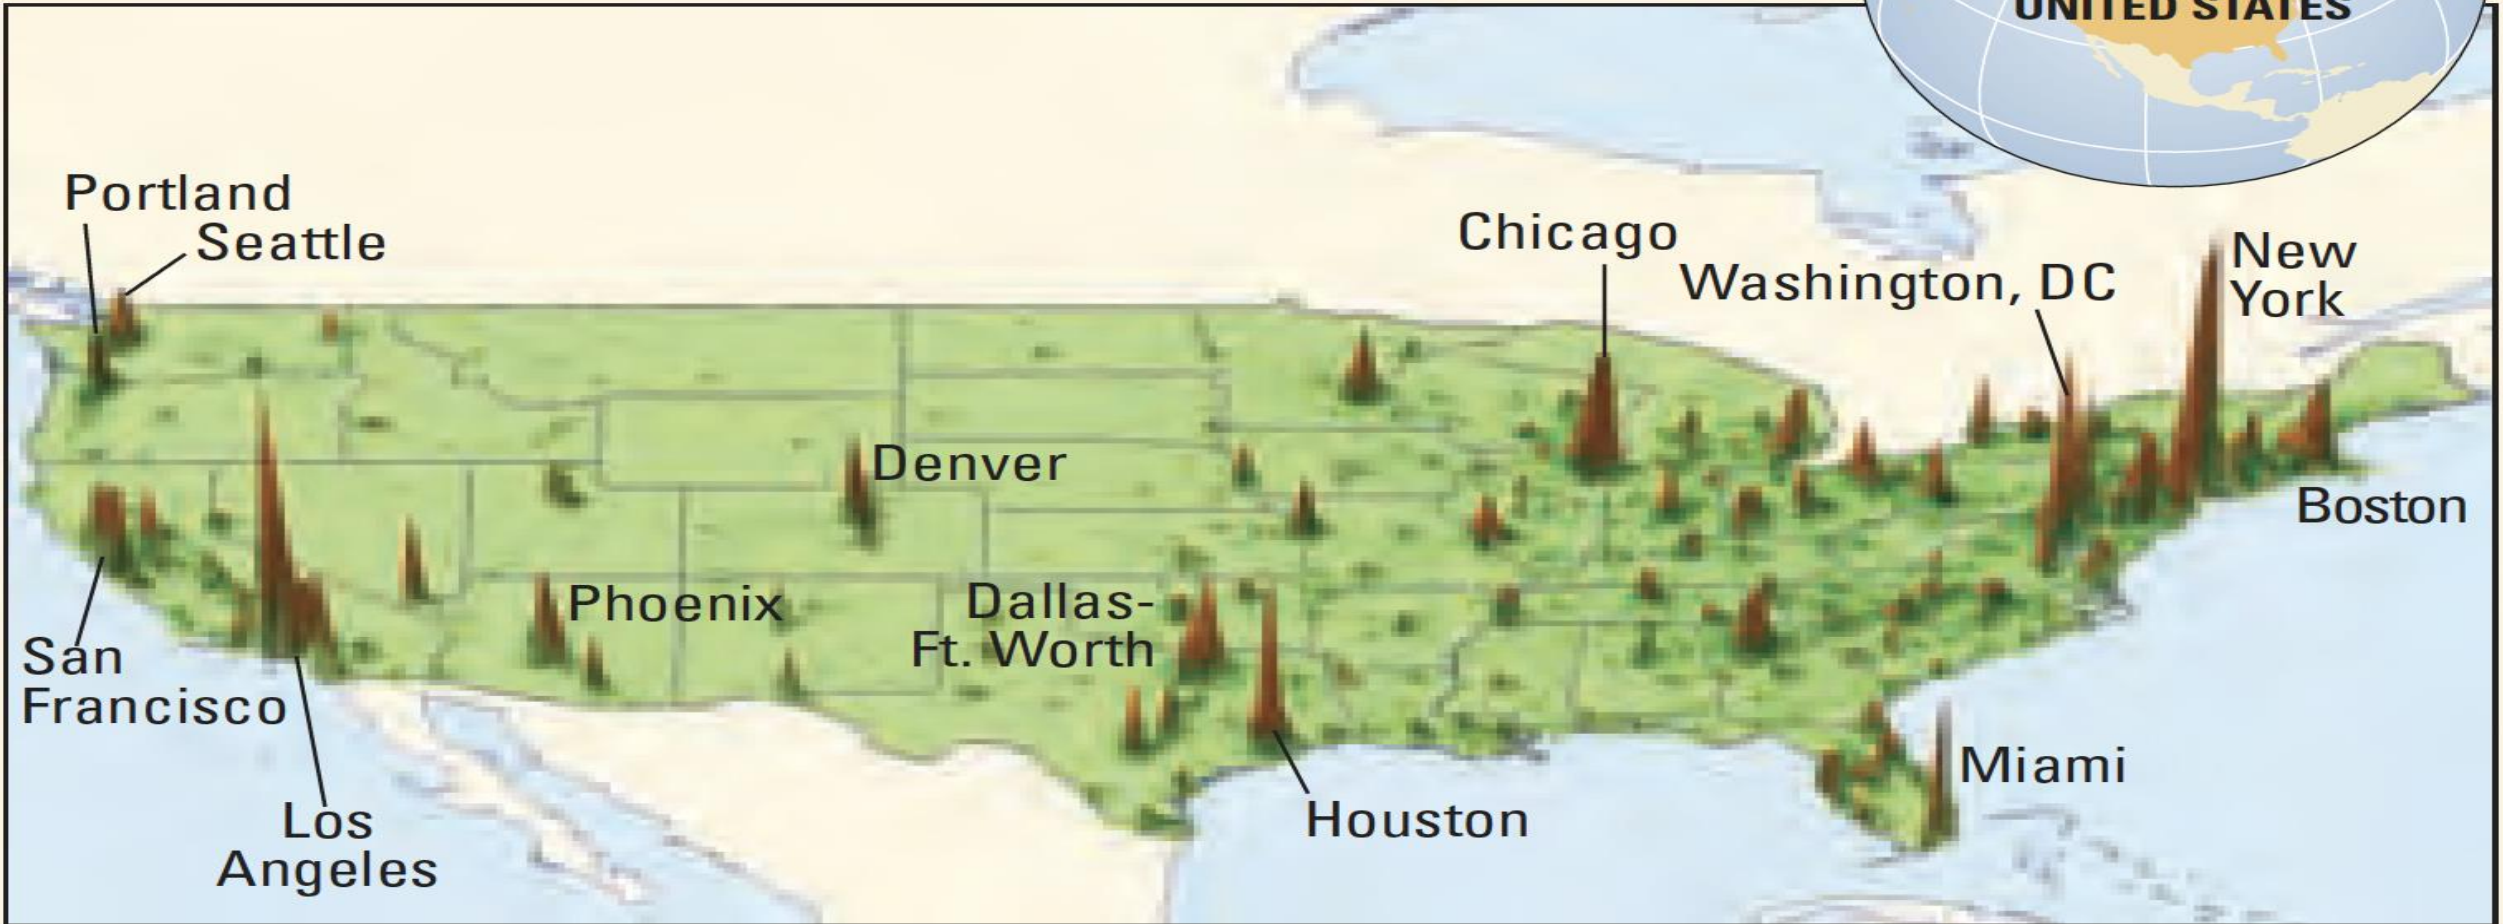 UNITED STATES
Portland
Seattle
Chicago
Washington, DC
New
York
Denver
Boston
Phoenix
Dallas-
Ft. Worth
San
Francisco
Miami
Houston
Los
Angeles